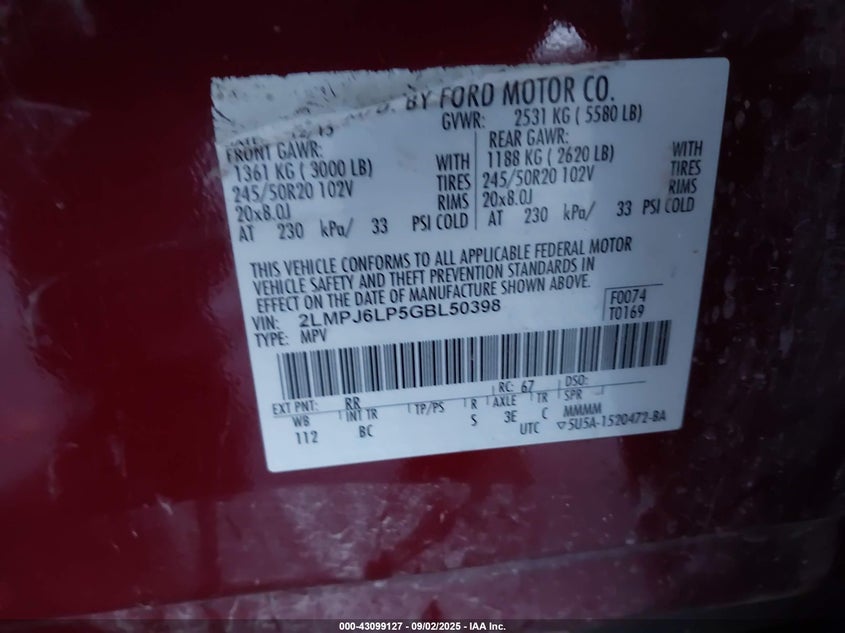 BY FORD MOTOR CO.
GVWR: 2531 KG ( 5580 LB)
FRONT GAWR:
1361 KG ( 3000 LB)
245/50R20 102V
20x8.0J
AT 230 kPa/ 33 PSI COLD
WITH
TIRES
RIMS
REAR GAWR:
1188 KG ( 2620 LB)
245/50R20 102V
20x8.0J
AT 230 kPa/ 33 PSI COLD
WITH
TIRES
RIMS
THIS VEHICLE CONFORMS TO ALL APPLICABLE FEDERAL MOTOR
VEHICLE SAFETY AND THEFT PREVENTION STANDARDS IN
EFFECT ON THE DATE OF MANUFACTURE SHOWN ABOVE.
VIN: 2LMPJ6LP5GBL50398
TYPE: MPV
F0074
T0169
EXT PNT: RR RC: 67 DSO:
WB INT TR TP/PS R AXLE TR SPR
112 BC S 3E C MMMM
UTC ▽5U5A-1520472-BA
000-43099127 - 09/02/2025 - IAA Inc.